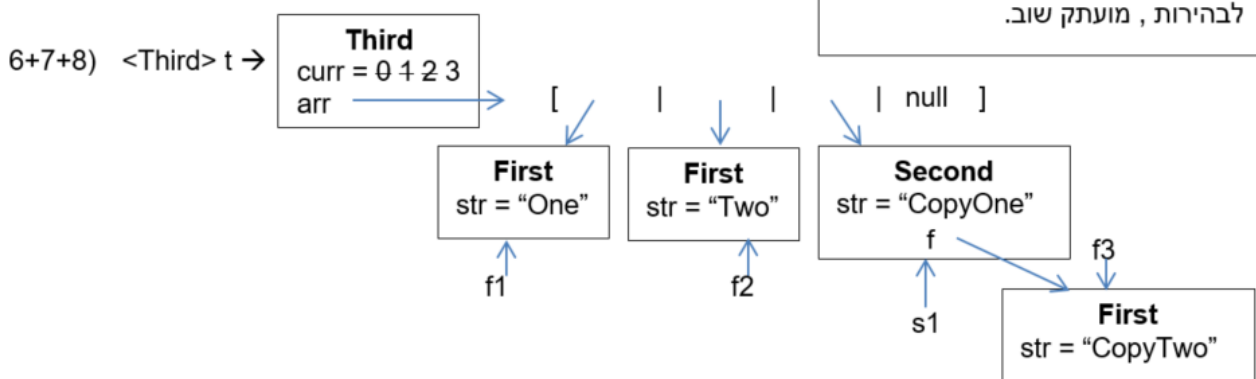 לבהירות , מועתק שוב.
6+7+8) <Third> t →
Third
curr = 0 1 2 3
arr
[ | | | null ]
First
str = “One”
First
str = “Two”
Second
str = “CopyOne”
f
f1
f2
s1
f3
First
str = “CopyTwo”